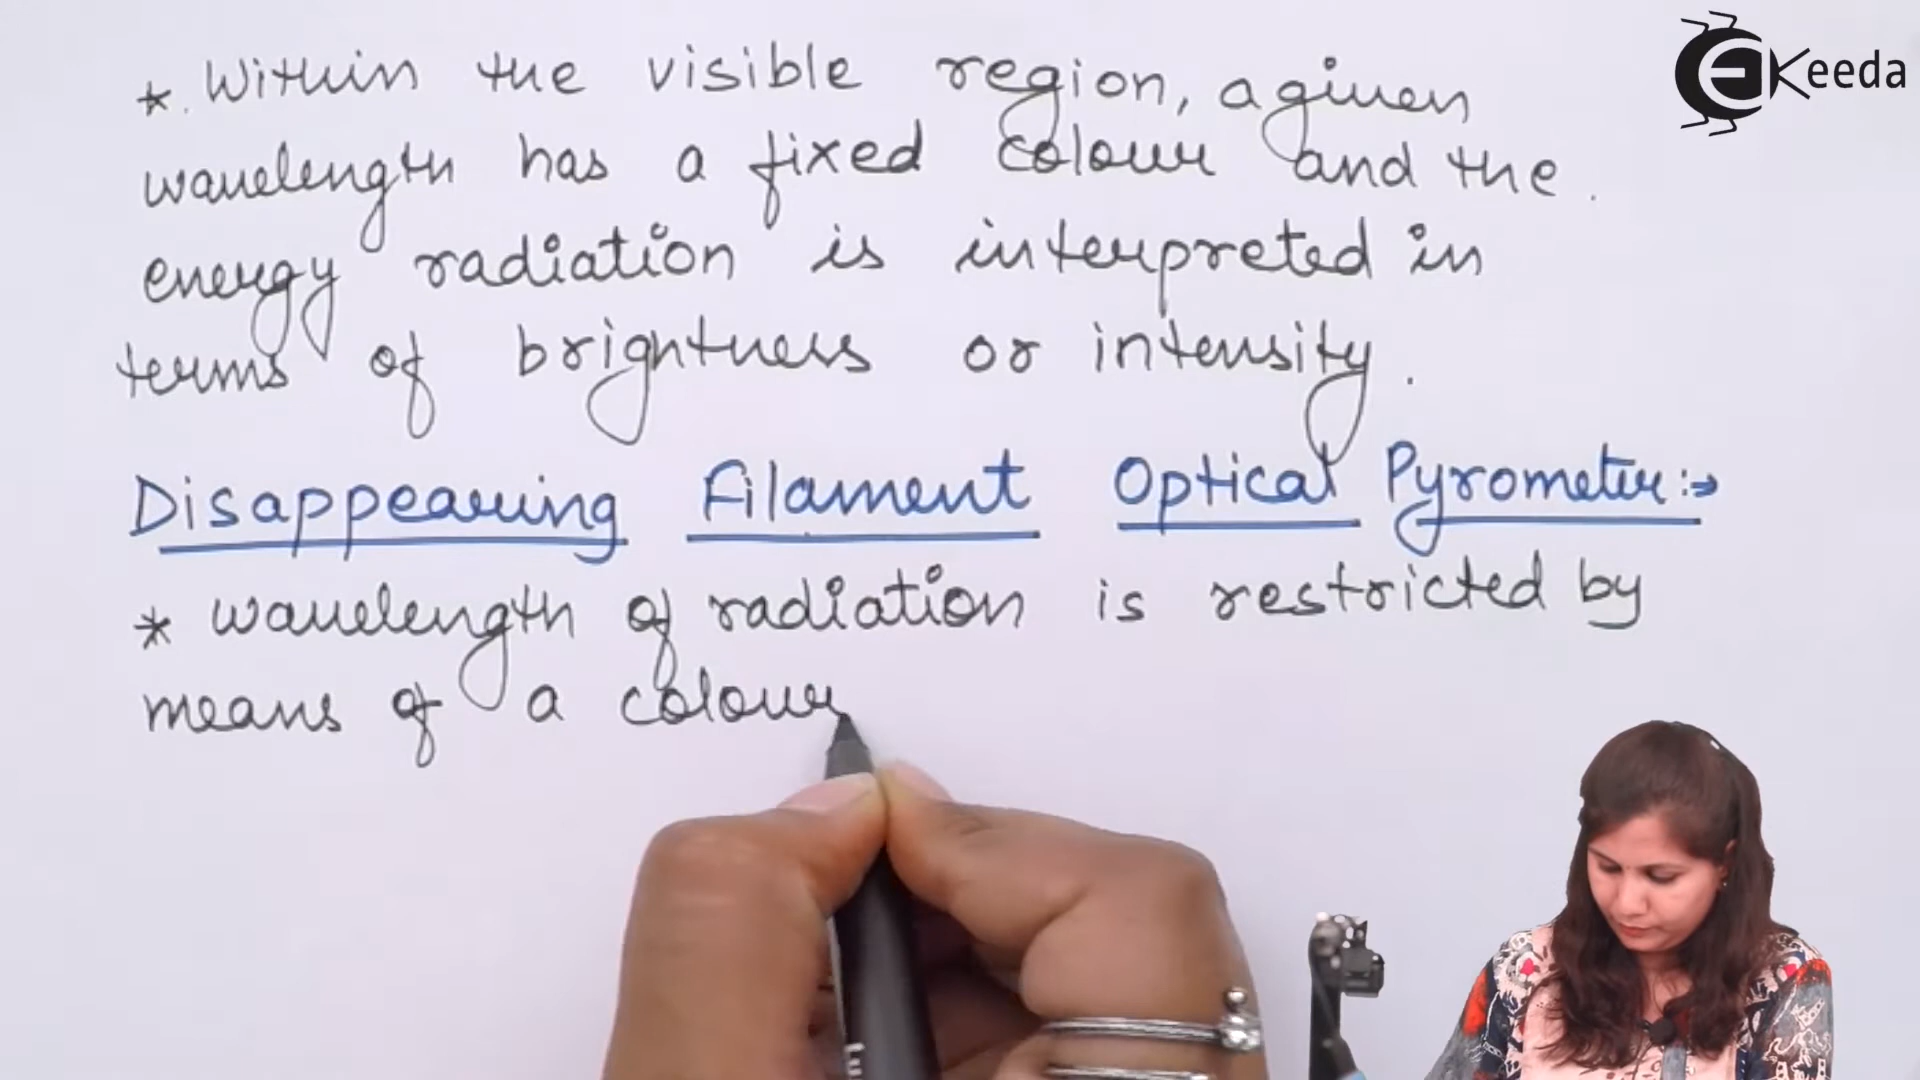 Keeda
*. Within the visible region, a given
wavelength has a fixed colour and the
energy radiation is interpreted in
terms of brightness or intensity.
Disappearing Filament Optical Pyrometer:→
* wavelength of radiation is restricted by
means of a colour